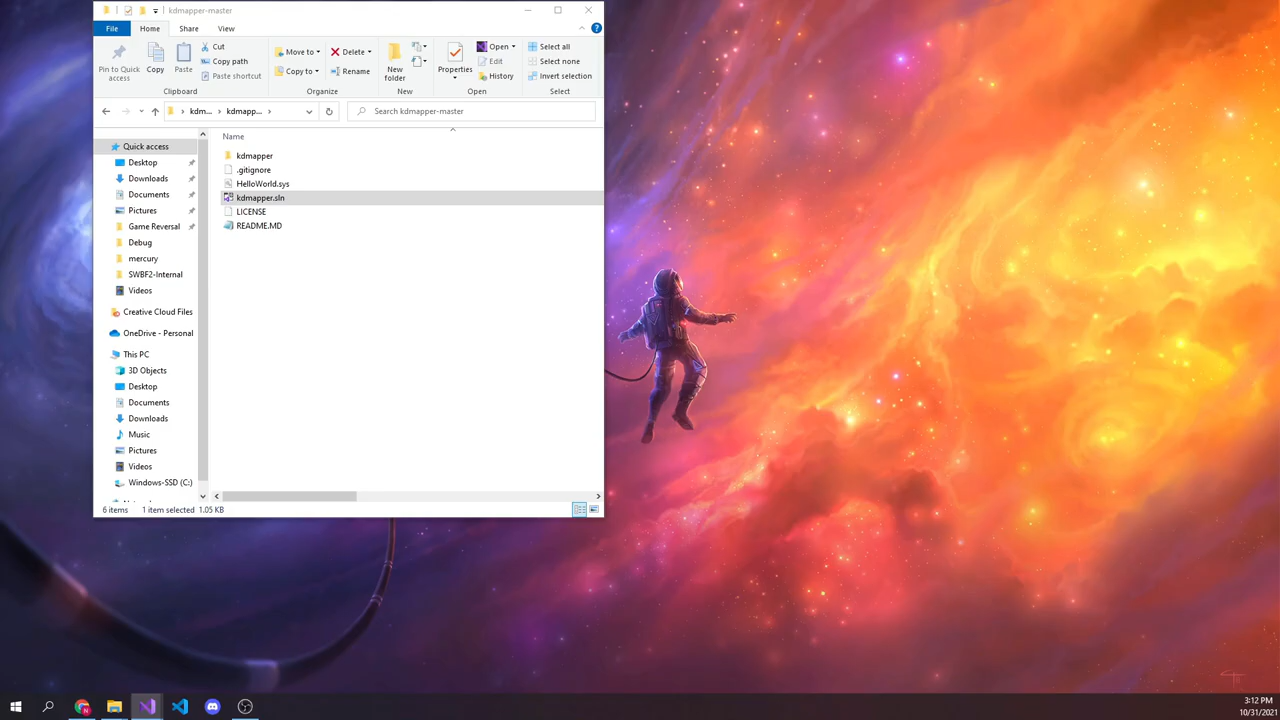 kdmapper-master
File Home Share View
Pin to Quick access
Copy
Paste
Cut
Copy path
Paste shortcut
Clipboard
Move to
Copy to
Delete
Rename
Organize
New folder
New
Properties
Open
Edit
History
Open
Select all
Select none
Invert selection
Select
kdm... kdmapp...
Search kdmapper-master
Name
Quick access
Desktop
Downloads
Documents
Pictures
Game Reversal
Debug
mercury
SWBF2-Internal
Videos
Creative Cloud Files
OneDrive - Personal
This PC
3D Objects
Desktop
Documents
Downloads
Music
Pictures
Videos
Windows-SSD (C:)
kdmapper
.gitignore
HelloWorld.sys
kdmapper.sln
LICENSE
README.MD
6 items 1 item selected 1.05 KB
3:12 PM
10/31/2021